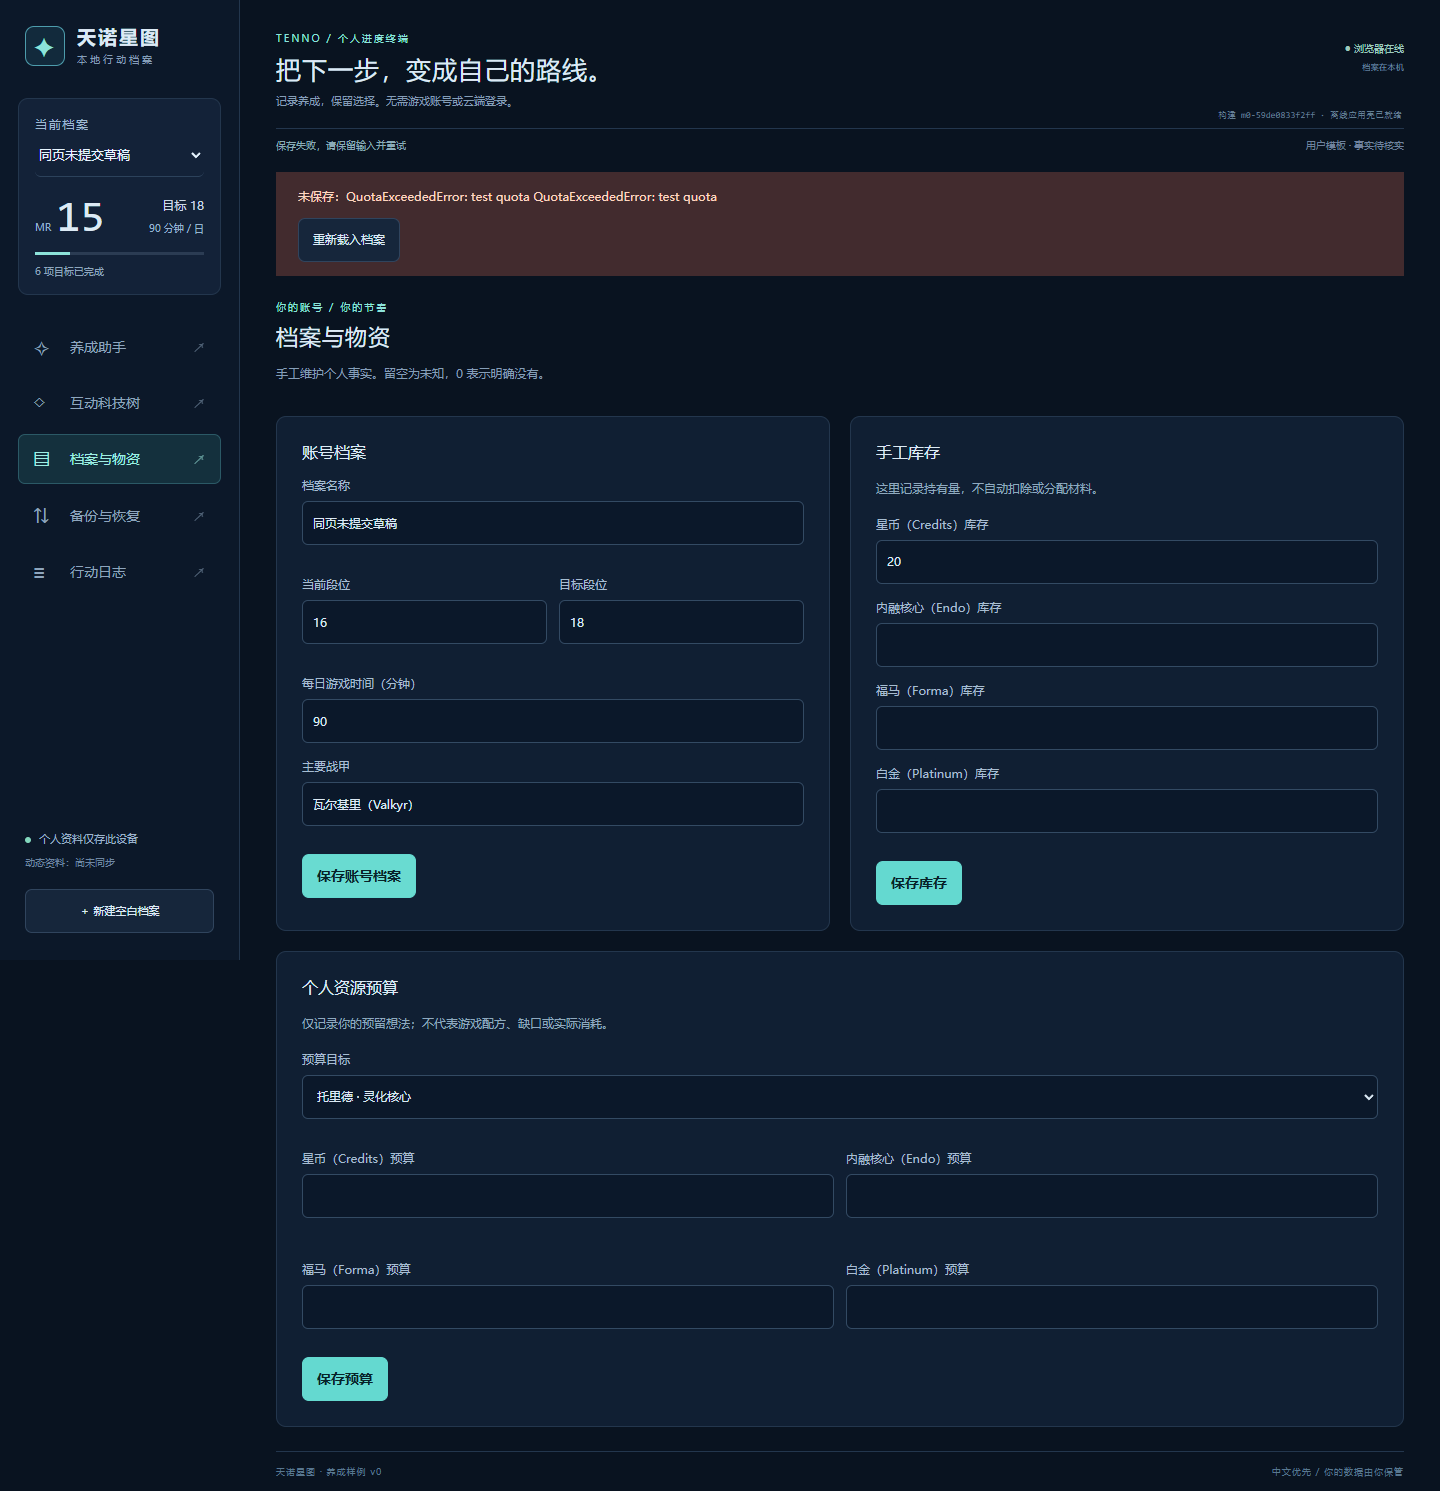 天诺星图
本地行动档案
当前档案
同页未提交草稿
MR 15
目标 18
90 分钟 / 日
6 项目标已完成
养成助手
互动科技树
档案与物资
备份与恢复
行动日志
个人资料仅存此设备
动态资料：尚未同步
+ 新建空白档案
TENNO / 个人进度终端
把下一步，变成自己的路线。
记录养成，保留选择。无需游戏账号或云端登录。
浏览器在线
档案在本机
构建 m0-59de0833f2ff · 离线应用壳已就绪
保存失败，请保留输入并重试
用户模板 · 事实待核实
未保存：QuotaExceededError: test quota QuotaExceededError: test quota
重新载入档案
你的账号 / 你的节奏
档案与物资
手工维护个人事实。留空为未知，0 表示明确没有。
账号档案
档案名称
同页未提交草稿
当前段位
目标段位
16
18
每日游戏时间（分钟）
90
主要战甲
瓦尔基里（Valkyr）
保存账号档案
手工库存
这里记录持有量，不自动扣除或分配材料。
星币（Credits）库存
20
内融核心（Endo）库存
福马（Forma）库存
白金（Platinum）库存
保存库存
个人资源预算
仅记录你的预留想法；不代表游戏配方、缺口或实际消耗。
预算目标
托里德 · 灵化核心
星币（Credits）预算
内融核心（Endo）预算
福马（Forma）预算
白金（Platinum）预算
保存预算
天诺星图 · 养成样例 v0
中文优先 / 你的数据由你保管